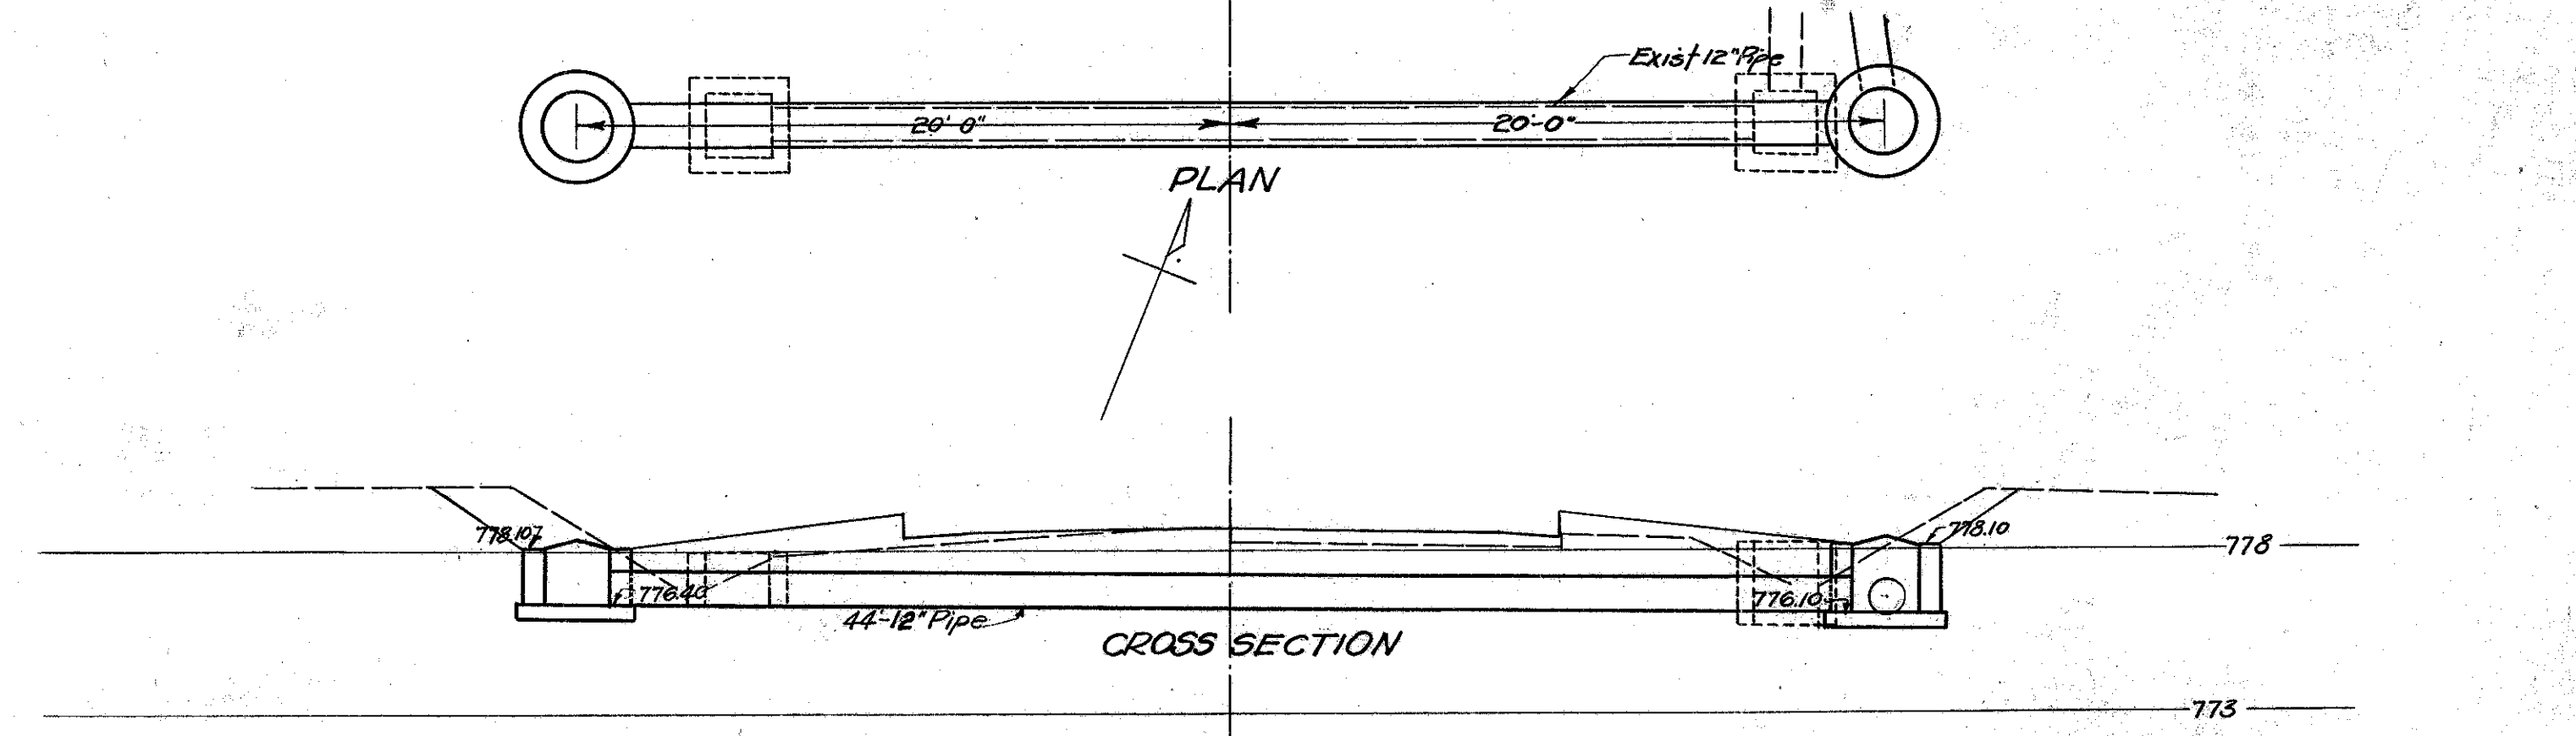 Exist 12" Pipe
20'-0" 20'-0"
PLAN
778.10 778.10
778
776.40 776.10
44'-12" Pipe
CROSS SECTION
773